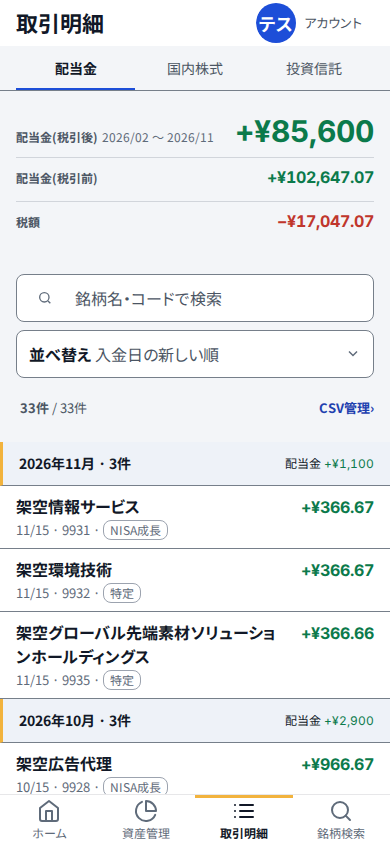 取引明細
テス アカウント
配当金 国内株式 投資信託
配当金(税引後) 2026/02 〜 2026/11 +¥85,600
配当金(税引前) +¥102,647.07
税額 −¥17,047.07
銘柄名・コードで検索
並べ替え 入金日の新しい順
33件 / 33件 CSV管理›
2026年11月・3件 配当金 +¥1,100
架空情報サービス +¥366.67
11/15・9931・ NISA成長
架空環境技術 +¥366.67
11/15・9932・ 特定
架空グローバル先端素材ソリューショ +¥366.66
ンホールディングス
11/15・9935・ 特定
2026年10月・3件 配当金 +¥2,900
架空広告代理 +¥966.67
10/15・9928・ NISA成長
ホーム 資産管理 取引明細 銘柄検索